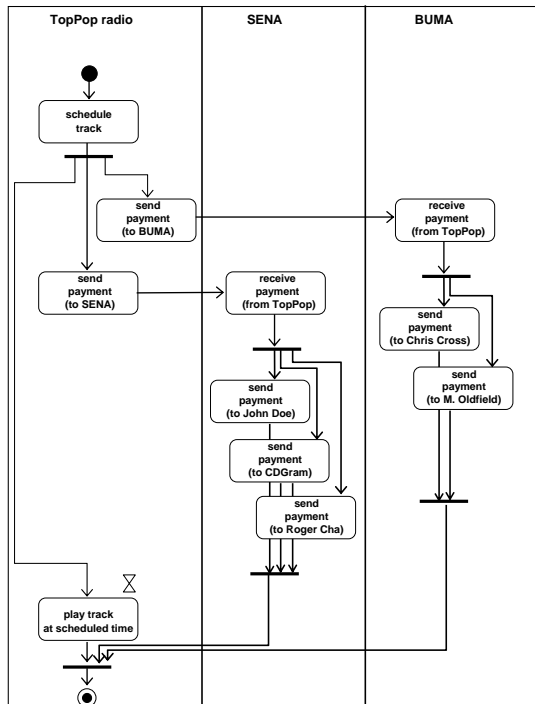 TopPop radio
SENA
BUMA
schedule
track
send
payment
(to BUMA)
receive
payment
(from TopPop)
send
payment
(to SENA)
receive
payment
(from TopPop)
send
payment
(to Chris Cross)
send
payment
(to M. Oldfield)
send
payment
(to John Doe)
send
payment
(to CDGram)
send
payment
(to Roger Cha)
play track
at scheduled time